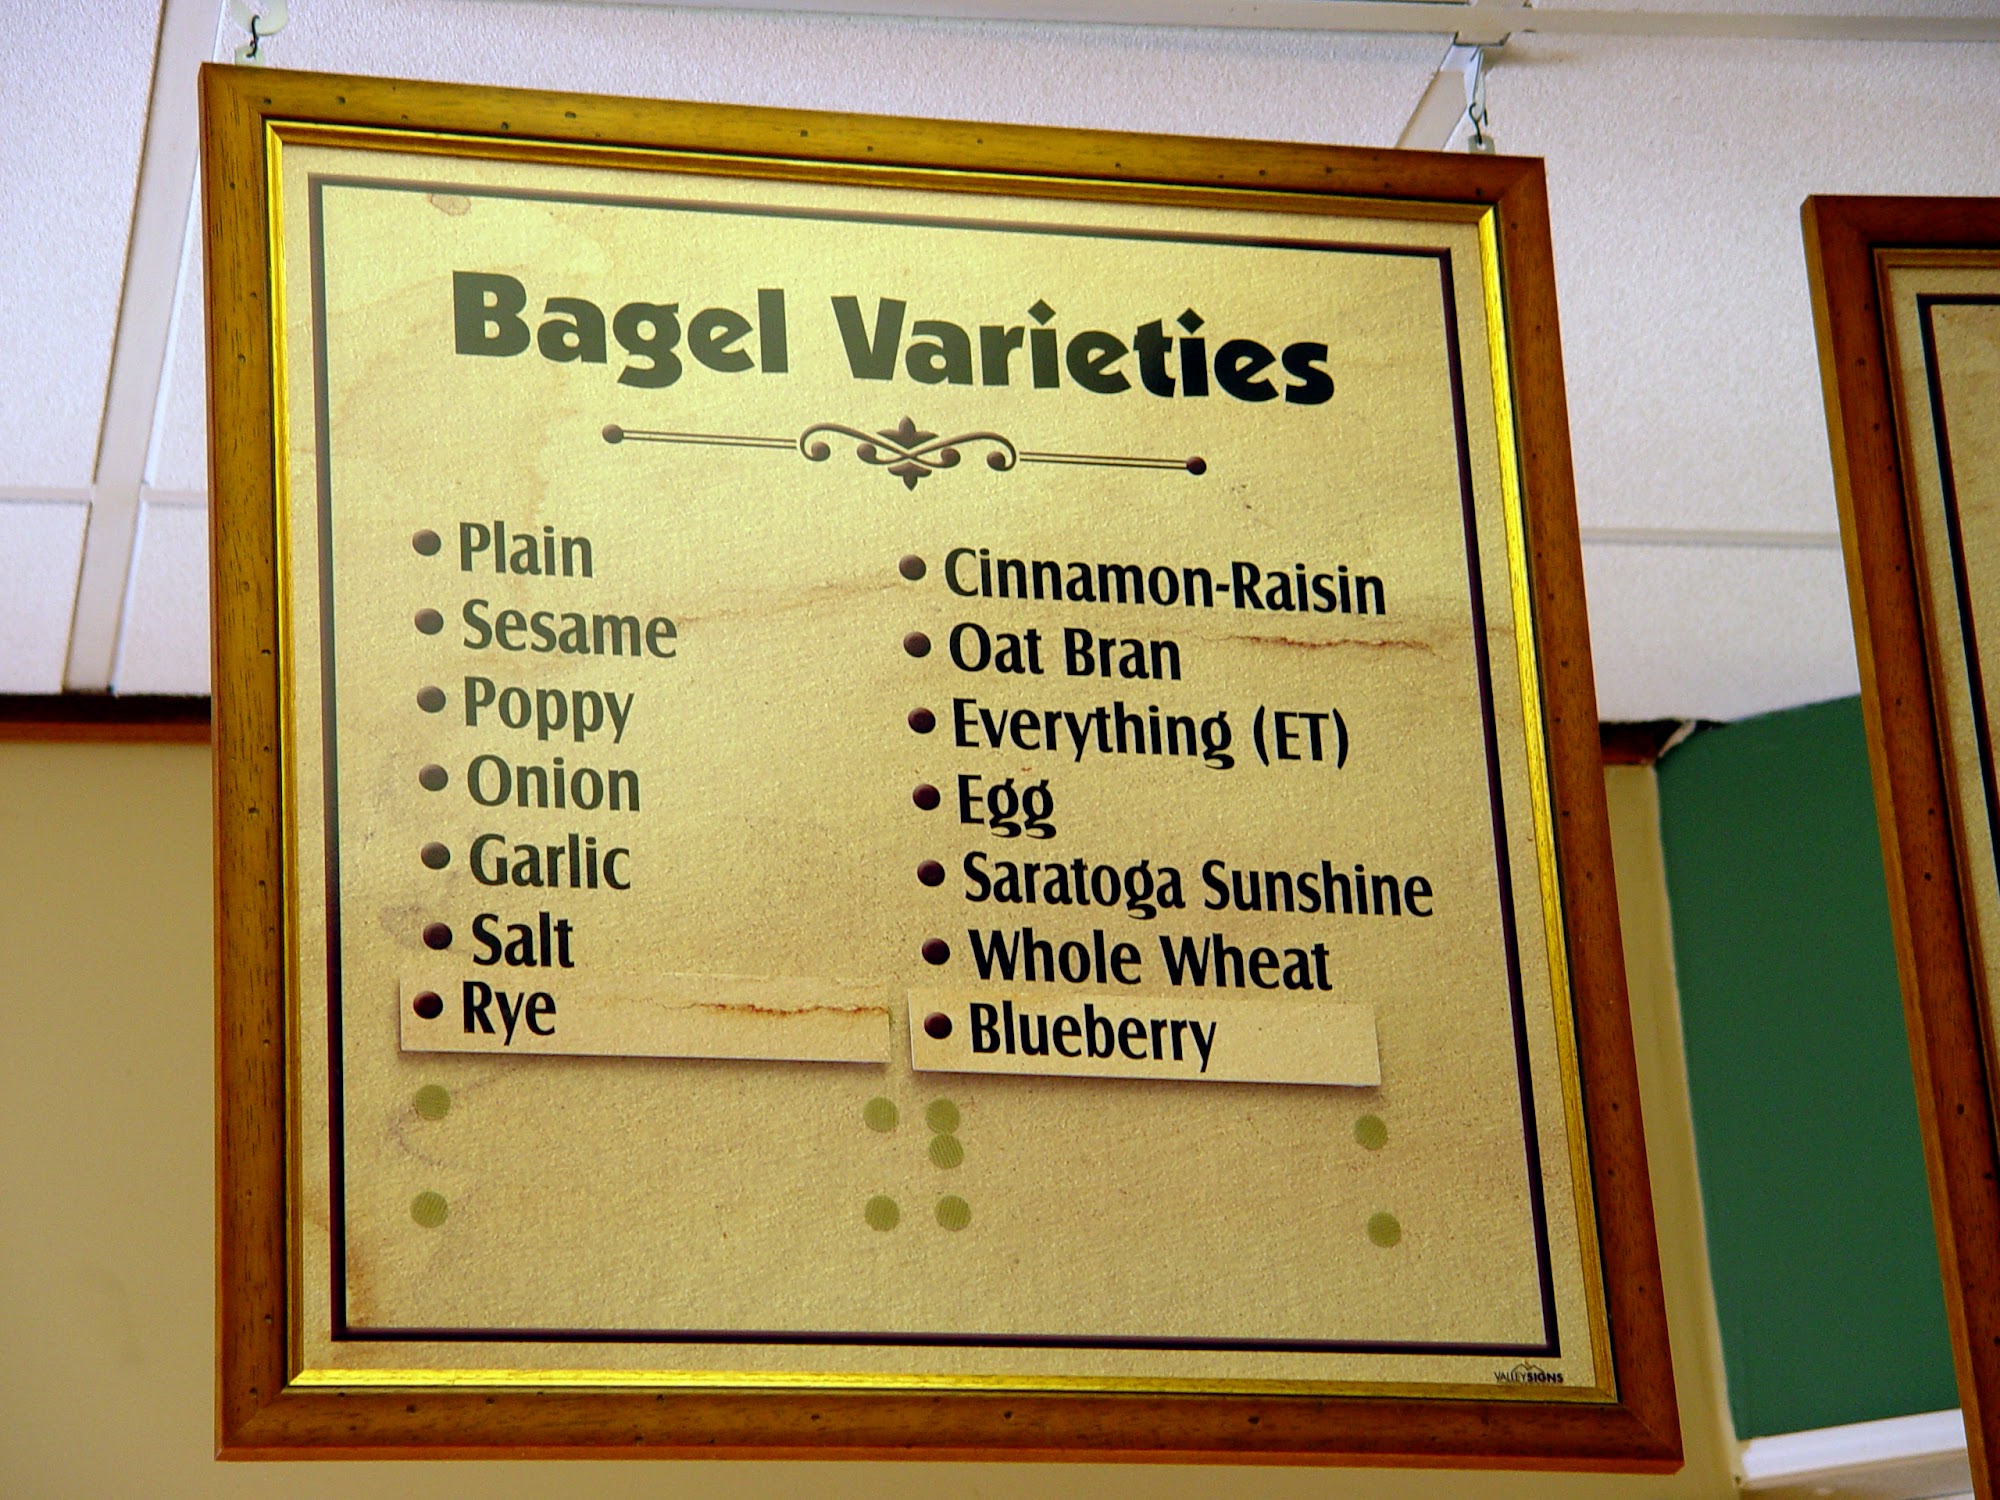 Bagel Varieties
• Plain
• Sesame
• Poppy
• Onion
• Garlic
• Salt
• Rye
• Cinnamon-Raisin
• Oat Bran
• Everything (ET)
• Egg
• Saratoga Sunshine
• Whole Wheat
• Blueberry
VALLEYSIGNS